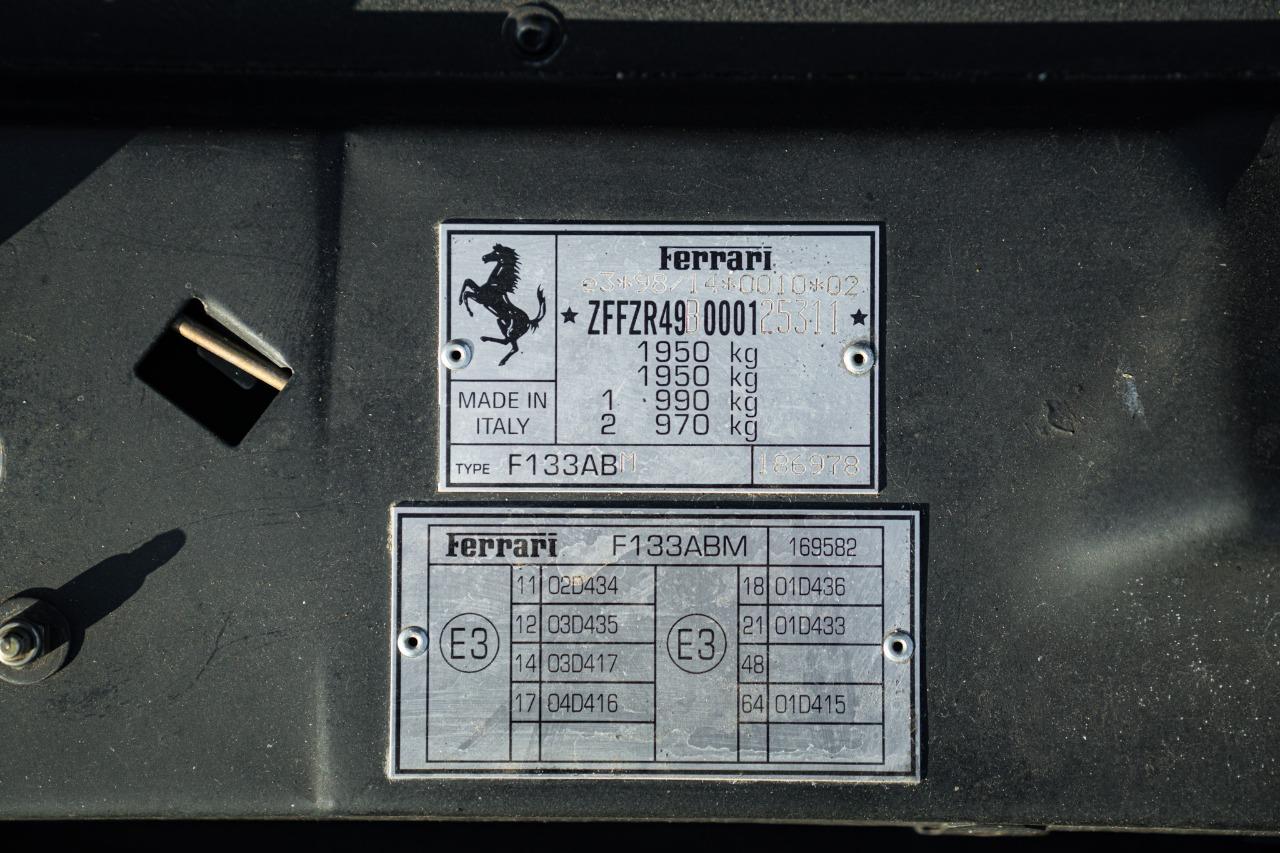 Ferrari
e3*98/14*0010*02
★ ZFFZR49B000125311 ★
1950 kg
1950 kg
1 990 kg
2 970 kg
MADE IN
ITALY
TYPE F133ABM 186978
Ferrari F133ABM 169582
E3
11 02D434
12 03D435
14 03D417
17 04D416
E3
18 01D436
21 01D433
48
64 01D415